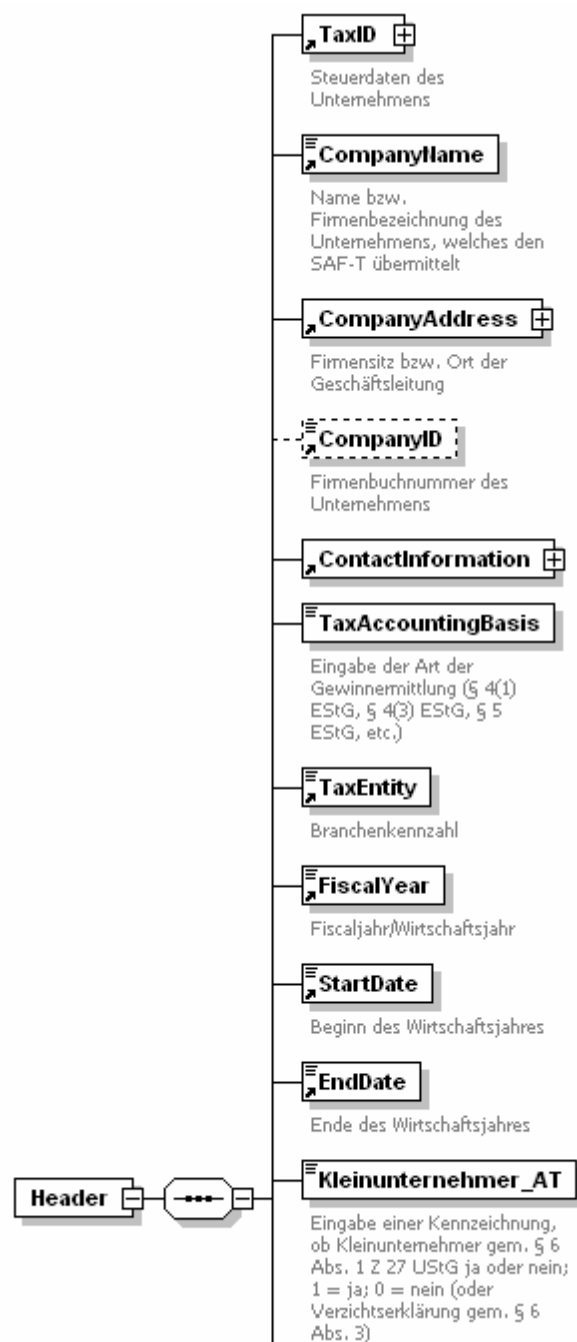 TaxID
Steuerdaten des
Unternehmens
CompanyName
Name bzw.
Firmenbezeichnung des
Unternehmens, welches den
SAF-T übermittelt
CompanyAddress
Firmensitz bzw. Ort der
Geschäftsleitung
CompanyID
Firmenbuchnummer des
Unternehmens
ContactInformation
TaxAccountingBasis
Eingabe der Art der
Gewinnermittlung (§ 4(1)
EStG, § 4(3) EStG, § 5
EStG, etc.)
TaxEntity
Branchenkennzahl
FiscalYear
Fiscaljahr/Wirtschaftsjahr
StartDate
Beginn des Wirtschaftsjahres
EndDate
Ende des Wirtschaftsjahres
Header
Kleinunternehmer_AT
Eingabe einer Kennzeichnung,
ob Kleinunternehmer gem. § 6
Abs. 1 Z 27 UStG ja oder nein;
1 = ja; 0 = nein (oder
Verzichtserklärung gem. § 6
Abs. 3)